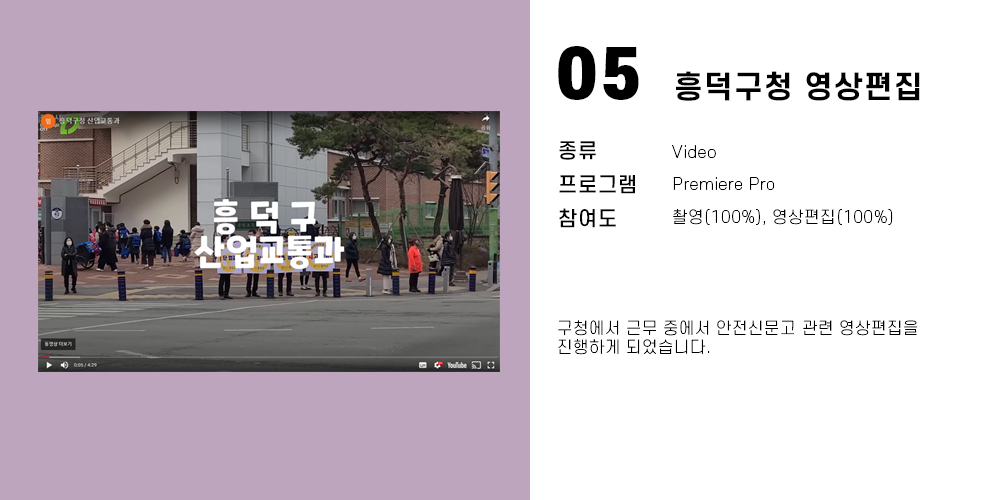 흥덕구청 산업교통과
흥덕구
산업교통과
동영상 더보기
0:05 / 4:29
YouTube
05 흥덕구청 영상편집
종류 Video
프로그램 Premiere Pro
참여도 촬영(100%), 영상편집(100%)
구청에서 근무 중에서 안전신문고 관련 영상편집을
진행하게 되었습니다.